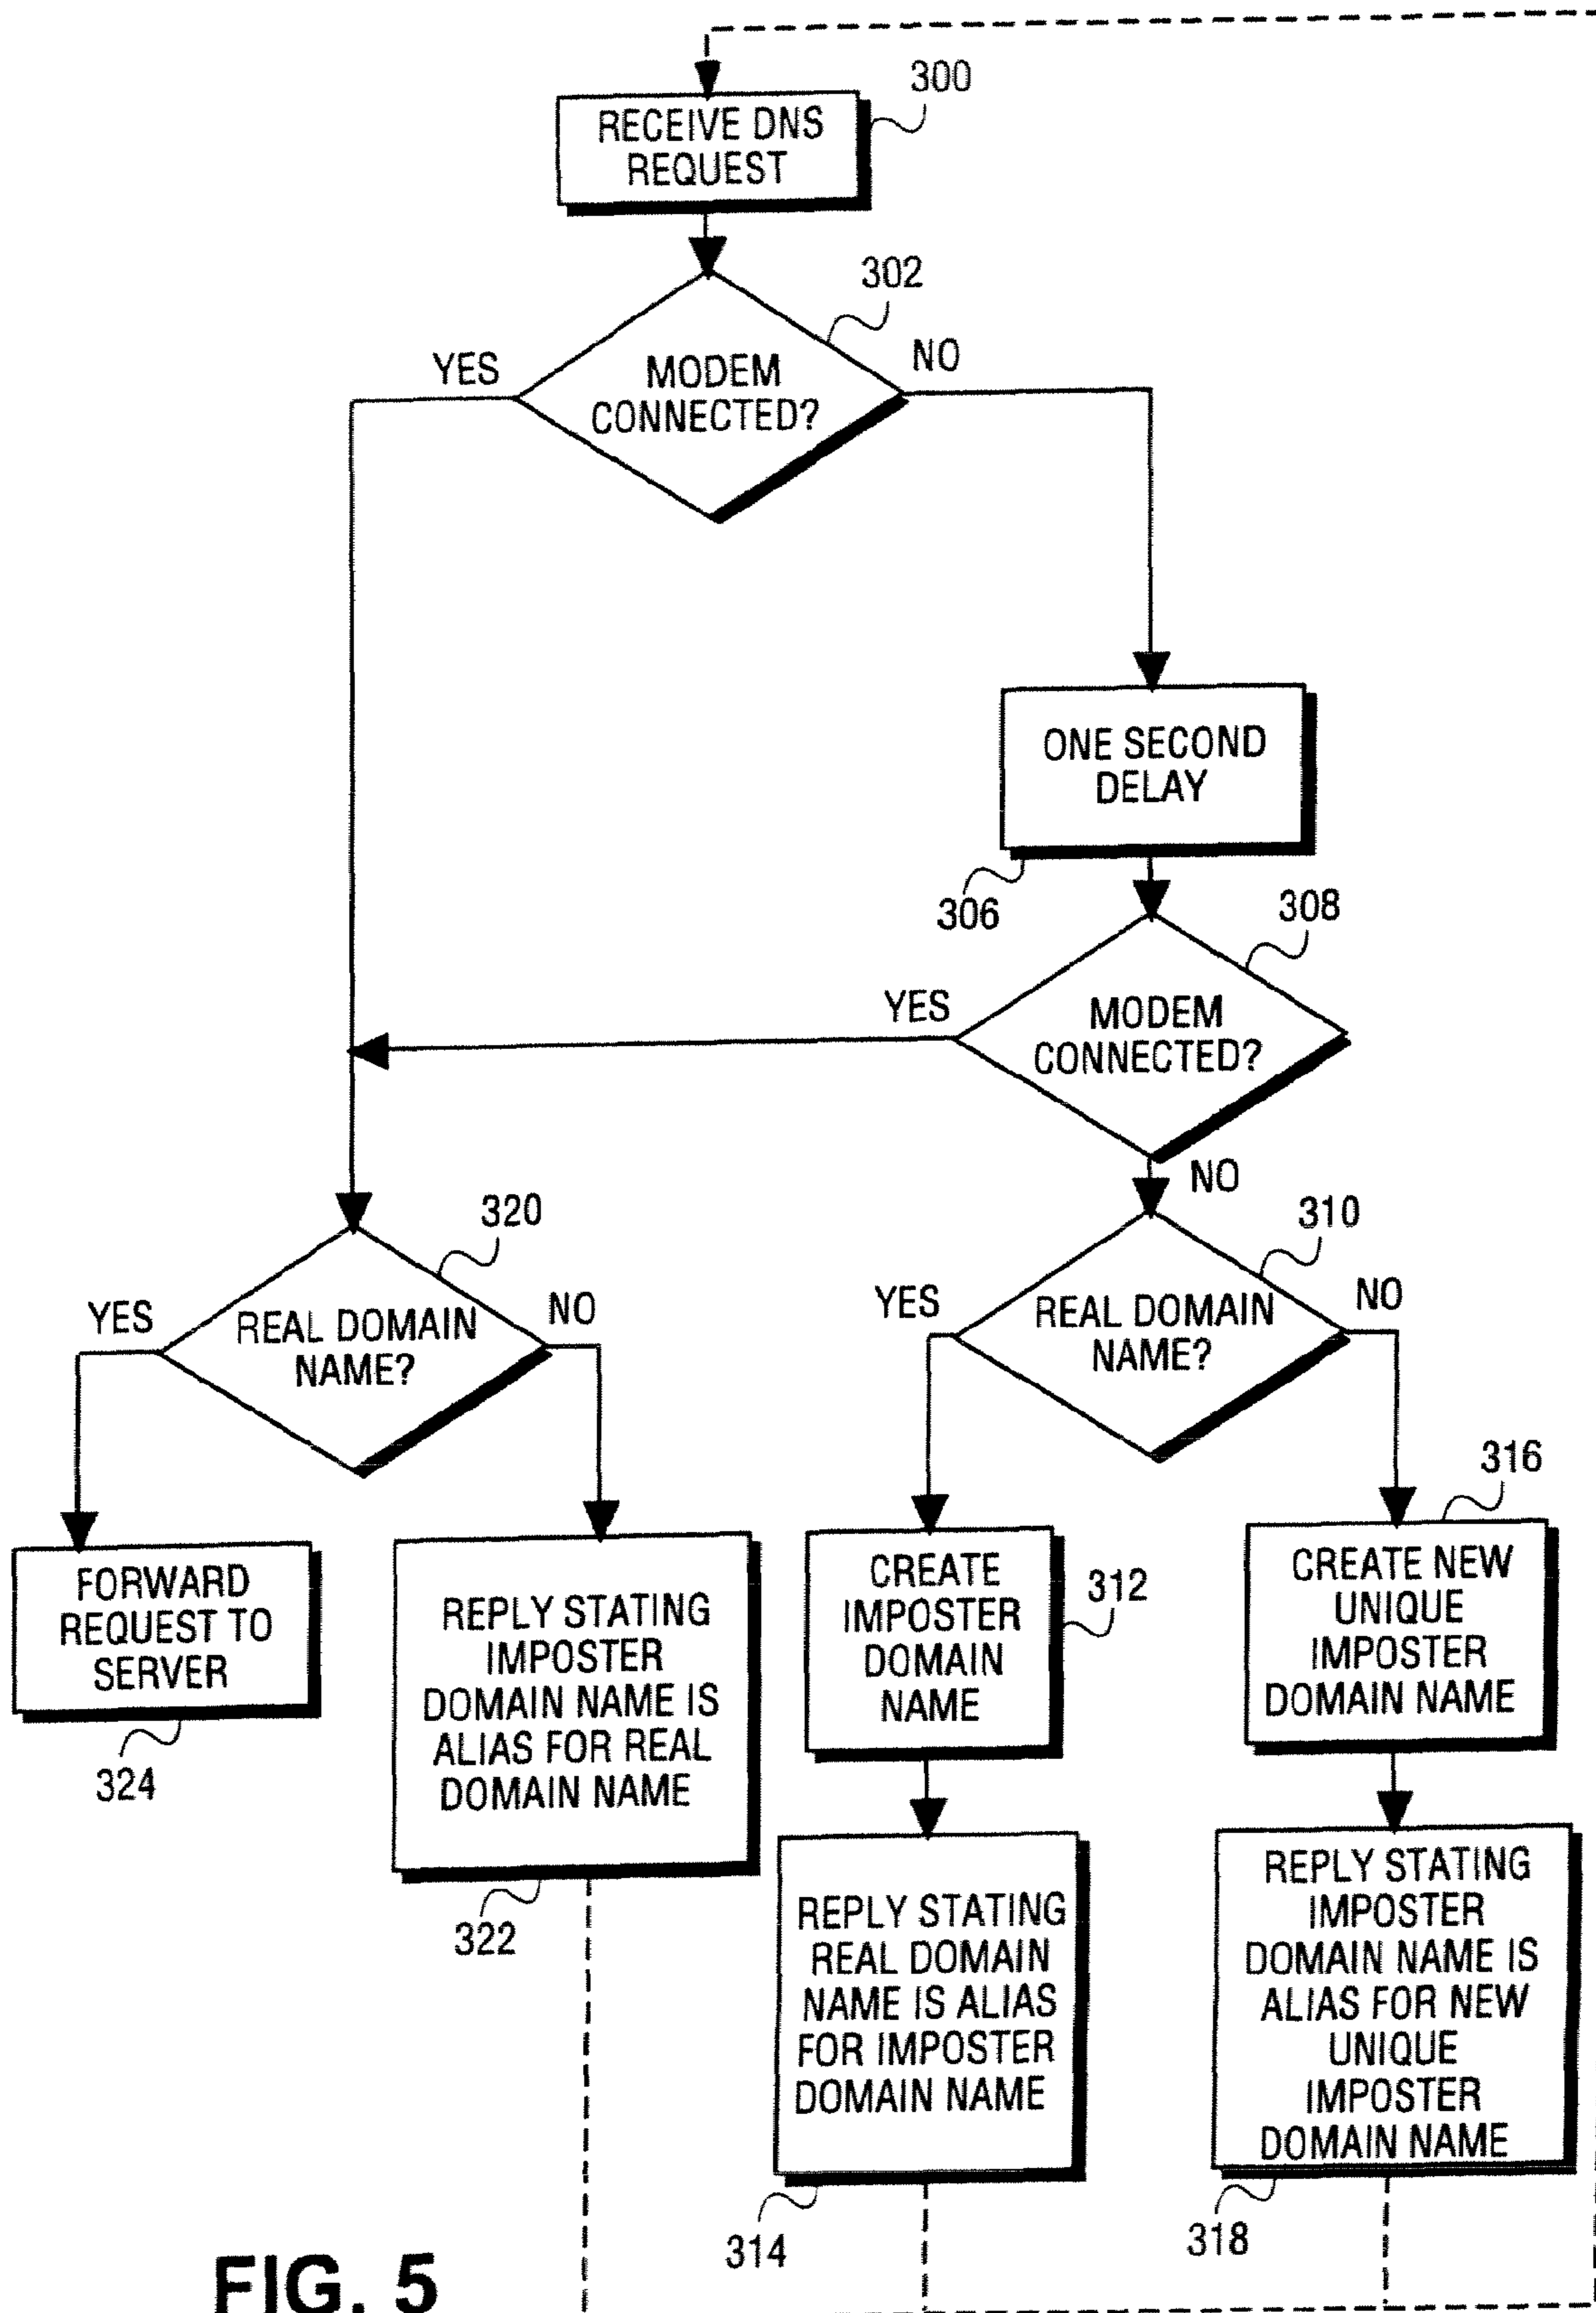 300
RECEIVE DNS
REQUEST
302
YES
MODEM
CONNECTED?
NO
ONE SECOND
DELAY
306
308
YES
MODEM
CONNECTED?
NO
320
YES
REAL DOMAIN
NAME?
NO
310
YES
REAL DOMAIN
NAME?
NO
FORWARD
REQUEST TO
SERVER
324
REPLY STATING
IMPOSTER
DOMAIN NAME IS
ALIAS FOR REAL
DOMAIN NAME
322
CREATE
IMPOSTER
DOMAIN
NAME
312
316
CREATE NEW
UNIQUE
IMPOSTER
DOMAIN NAME
REPLY STATING
REAL DOMAIN
NAME IS ALIAS
FOR IMPOSTER
DOMAIN NAME
314
REPLY STATING
IMPOSTER
DOMAIN NAME IS
ALIAS FOR NEW
UNIQUE
IMPOSTER
DOMAIN NAME
318
FIG. 5